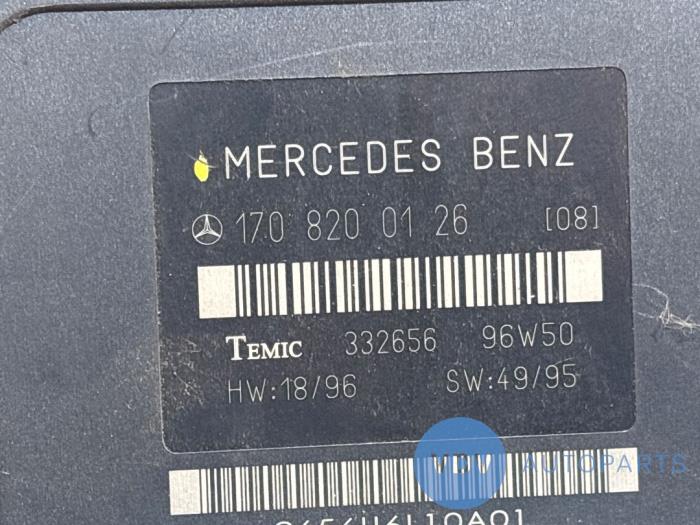 MERCEDES BENZ
170 820 01 26 [08]
TEMIC 332656 96W50
HW:18/96 SW:49/95
VDV AUTOPARTS